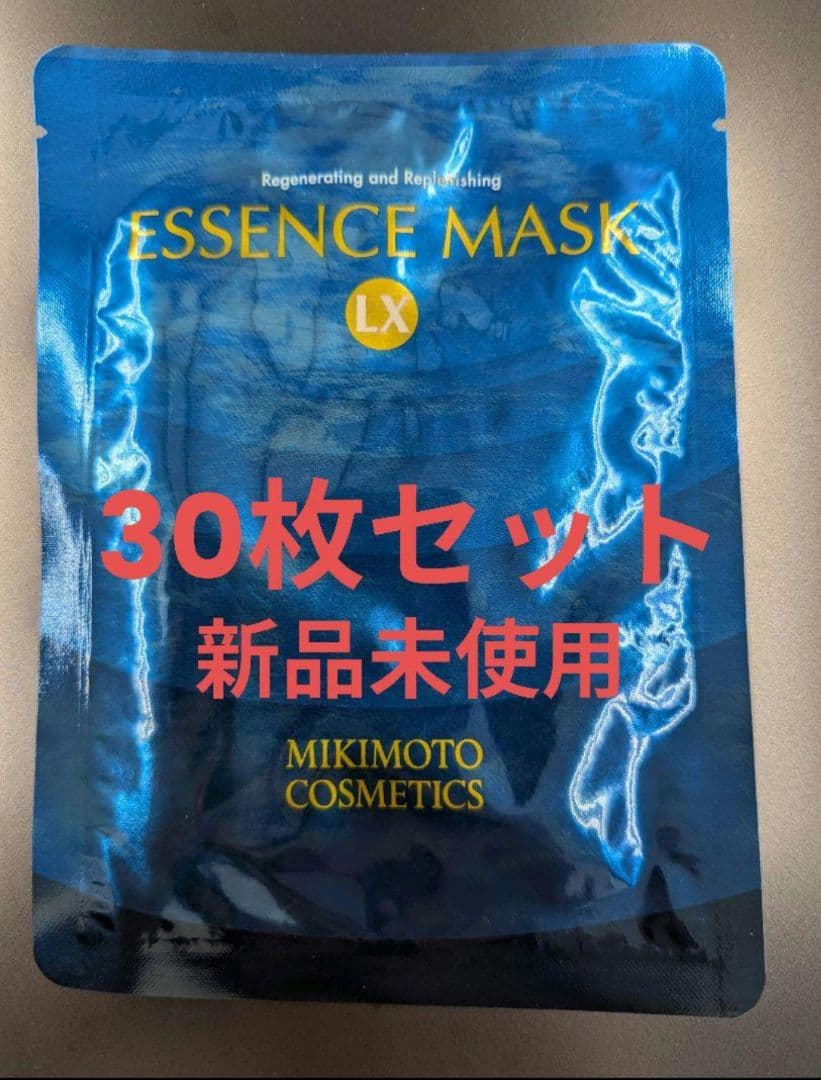 Regenerating and Replenishing
ESSENCE MASK
LX
30枚セット
新品未使用
MIKIMOTO
COSMETICS